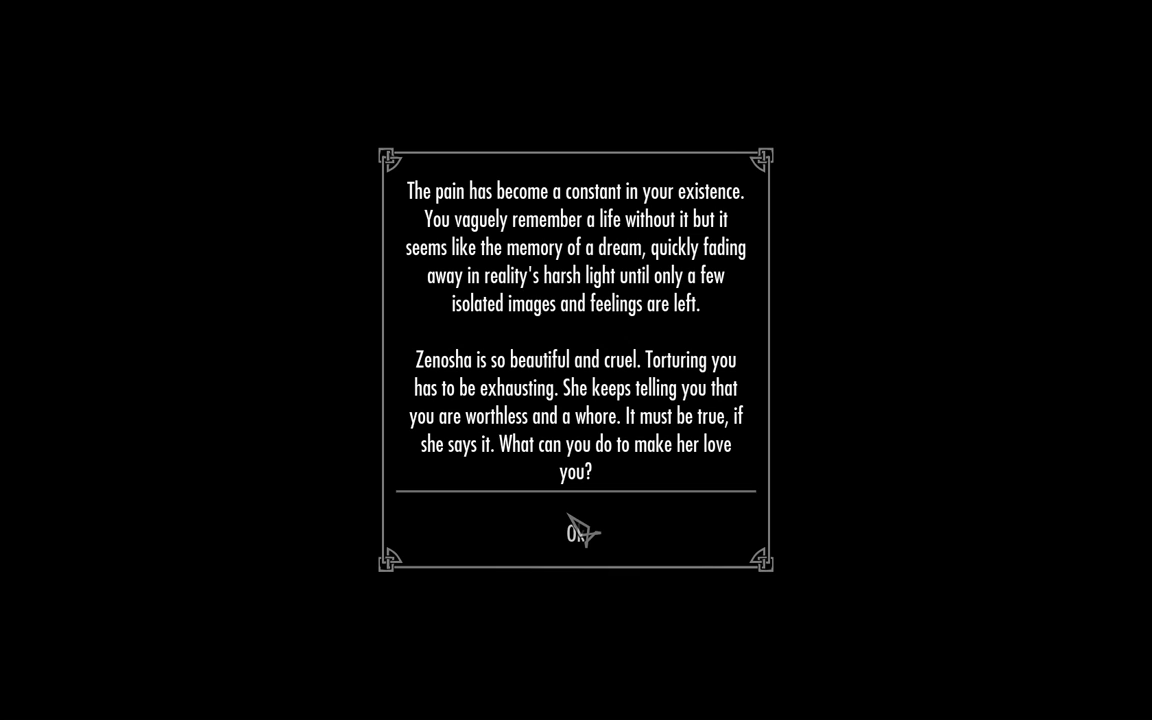 The pain has become a constant in your existence.
You vaguely remember a life without it but it
seems like the memory of a dream, quickly fading
away in reality's harsh light until only a few
isolated images and feelings are left.
Zenosha is so beautiful and cruel. Torturing you
has to be exhausting. She keeps telling you that
you are worthless and a whore. It must be true, if
she says it. What can you do to make her love
you?